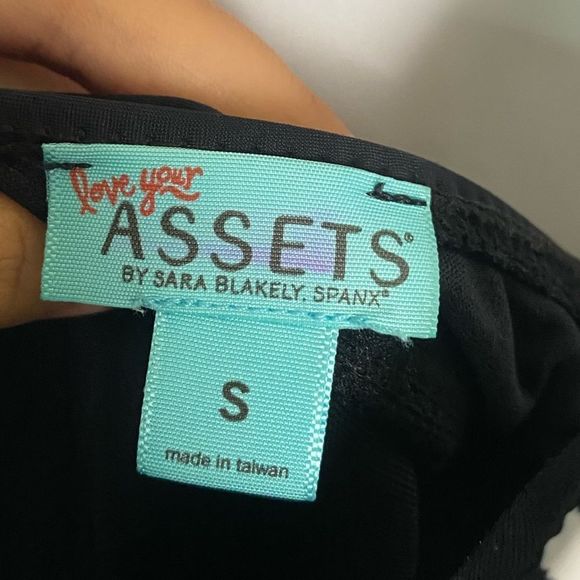 love your
ASSETS®
BY SARA BLAKELY. SPANX®
S
made in taiwan